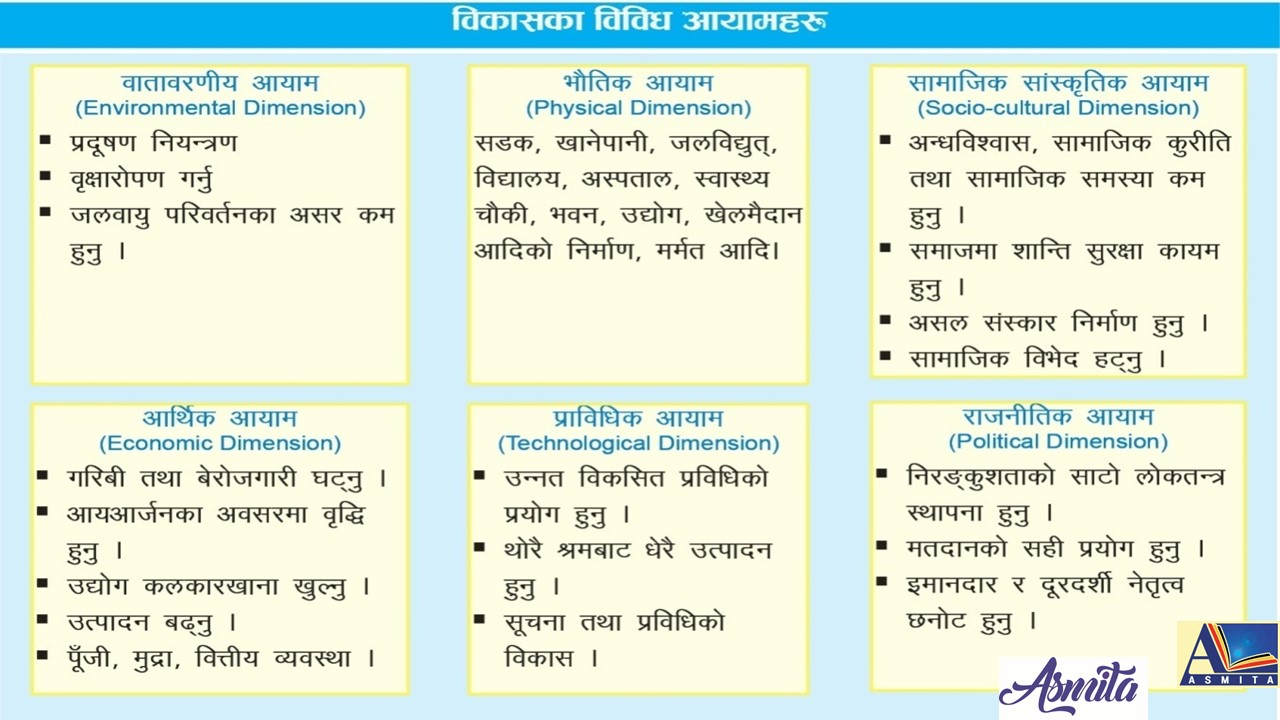 विकासका विविध आयामहरू
वातावरणीय आयाम
(Environmental Dimension)
▪ प्रदूषण नियन्त्रण
▪ वृक्षारोपण गर्नु
▪ जलवायु परिवर्तनका असर कम
हुनु ।
भौतिक आयाम
(Physical Dimension)
सडक, खानेपानी, जलविद्युत्,
विद्यालय, अस्पताल, स्वास्थ्य
चौकी, भवन, उद्योग, खेलमैदान
आदिको निर्माण, मर्मत आदि।
सामाजिक सांस्कृतिक आयाम
(Socio-cultural Dimension)
▪ अन्धविश्वास, सामाजिक कुरीति
तथा सामाजिक समस्या कम
हुनु ।
▪ समाजमा शान्ति सुरक्षा कायम
हुनु ।
▪ असल संस्कार निर्माण हुनु ।
▪ सामाजिक विभेद हट्नु ।
आर्थिक आयाम
(Economic Dimension)
▪ गरिबी तथा बेरोजगारी घट्नु ।
▪ आयआर्जनका अवसरमा वृद्धि
हुनु ।
▪ उद्योग कलकारखाना खुल्नु ।
▪ उत्पादन बढ्नु ।
▪ पूँजी, मुद्रा, वित्तीय व्यवस्था ।
प्राविधिक आयाम
(Technological Dimension)
▪ उन्नत विकसित प्रविधिको
प्रयोग हुनु ।
▪ थोरै श्रमबाट धेरै उत्पादन
हुनु ।
▪ सूचना तथा प्रविधिको
विकास ।
राजनीतिक आयाम
(Political Dimension)
▪ निरङ्कुशताको साटो लोकतन्त्र
स्थापना हुनु ।
▪ मतदानको सही प्रयोग हुनु ।
▪ इमानदार र दूरदर्शी नेतृत्व
छनोट हुनु ।
Asmita
A
ASMITA